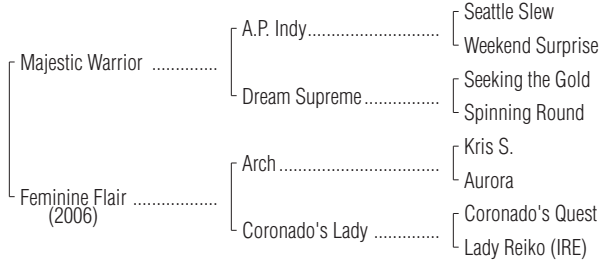 Seattle Slew
A.P. Indy..............................
Weekend Surprise
Majestic Warrior ...............
Seeking the Gold
Dream Supreme.................
Spinning Round
Kris S.
Arch.....................................
Aurora
Feminine Flair ...................
(2006)
Coronado's Quest
Coronado's Lady ...............
Lady Reiko (IRE)